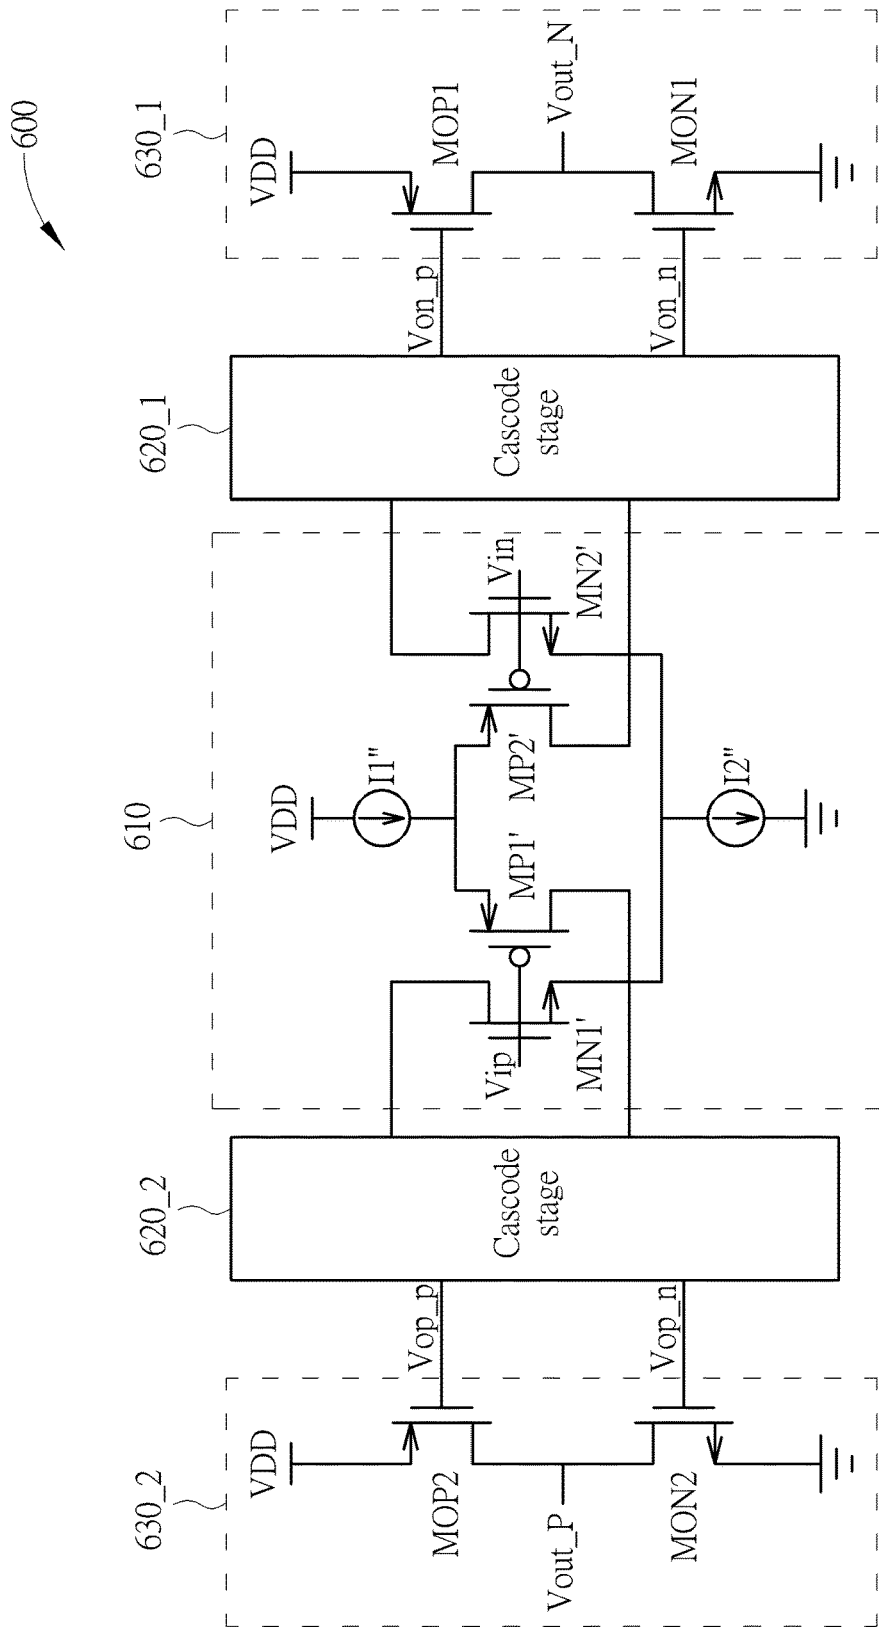 600
630_1
VDD
MOP1
Vout_N
MON1
Von_p
Von_n
620_1
Cascode
stage
610
VDD
I1"
Vin
MN2'
MP2'
MP1'
Vip
MN1'
I2"
620_2
Cascode
stage
Vop_p
Vop_n
630_2
VDD
MOP2
Vout_P
MON2